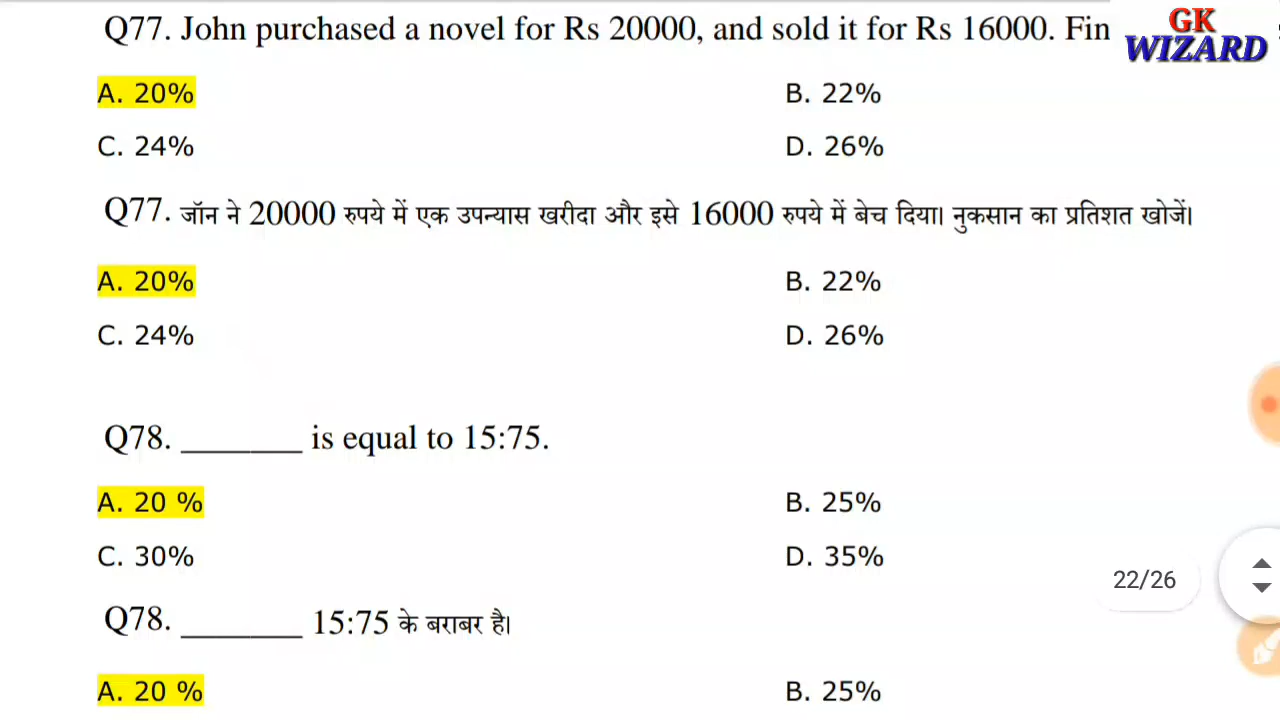 Q77. John purchased a novel for Rs 20000, and sold it for Rs 16000. Fin
GK
WIZARD
A. 20%
B. 22%
C. 24%
D. 26%
Q77. जॉन ने 20000 रुपये में एक उपन्यास खरीदा और इसे 16000 रुपये में बेच दिया। नुकसान का प्रतिशत खोजें।
A. 20%
B. 22%
C. 24%
D. 26%
Q78. _______ is equal to 15:75.
A. 20 %
B. 25%
C. 30%
D. 35%
22/26
Q78. _______ 15:75 के बराबर है।
A. 20 %
B. 25%